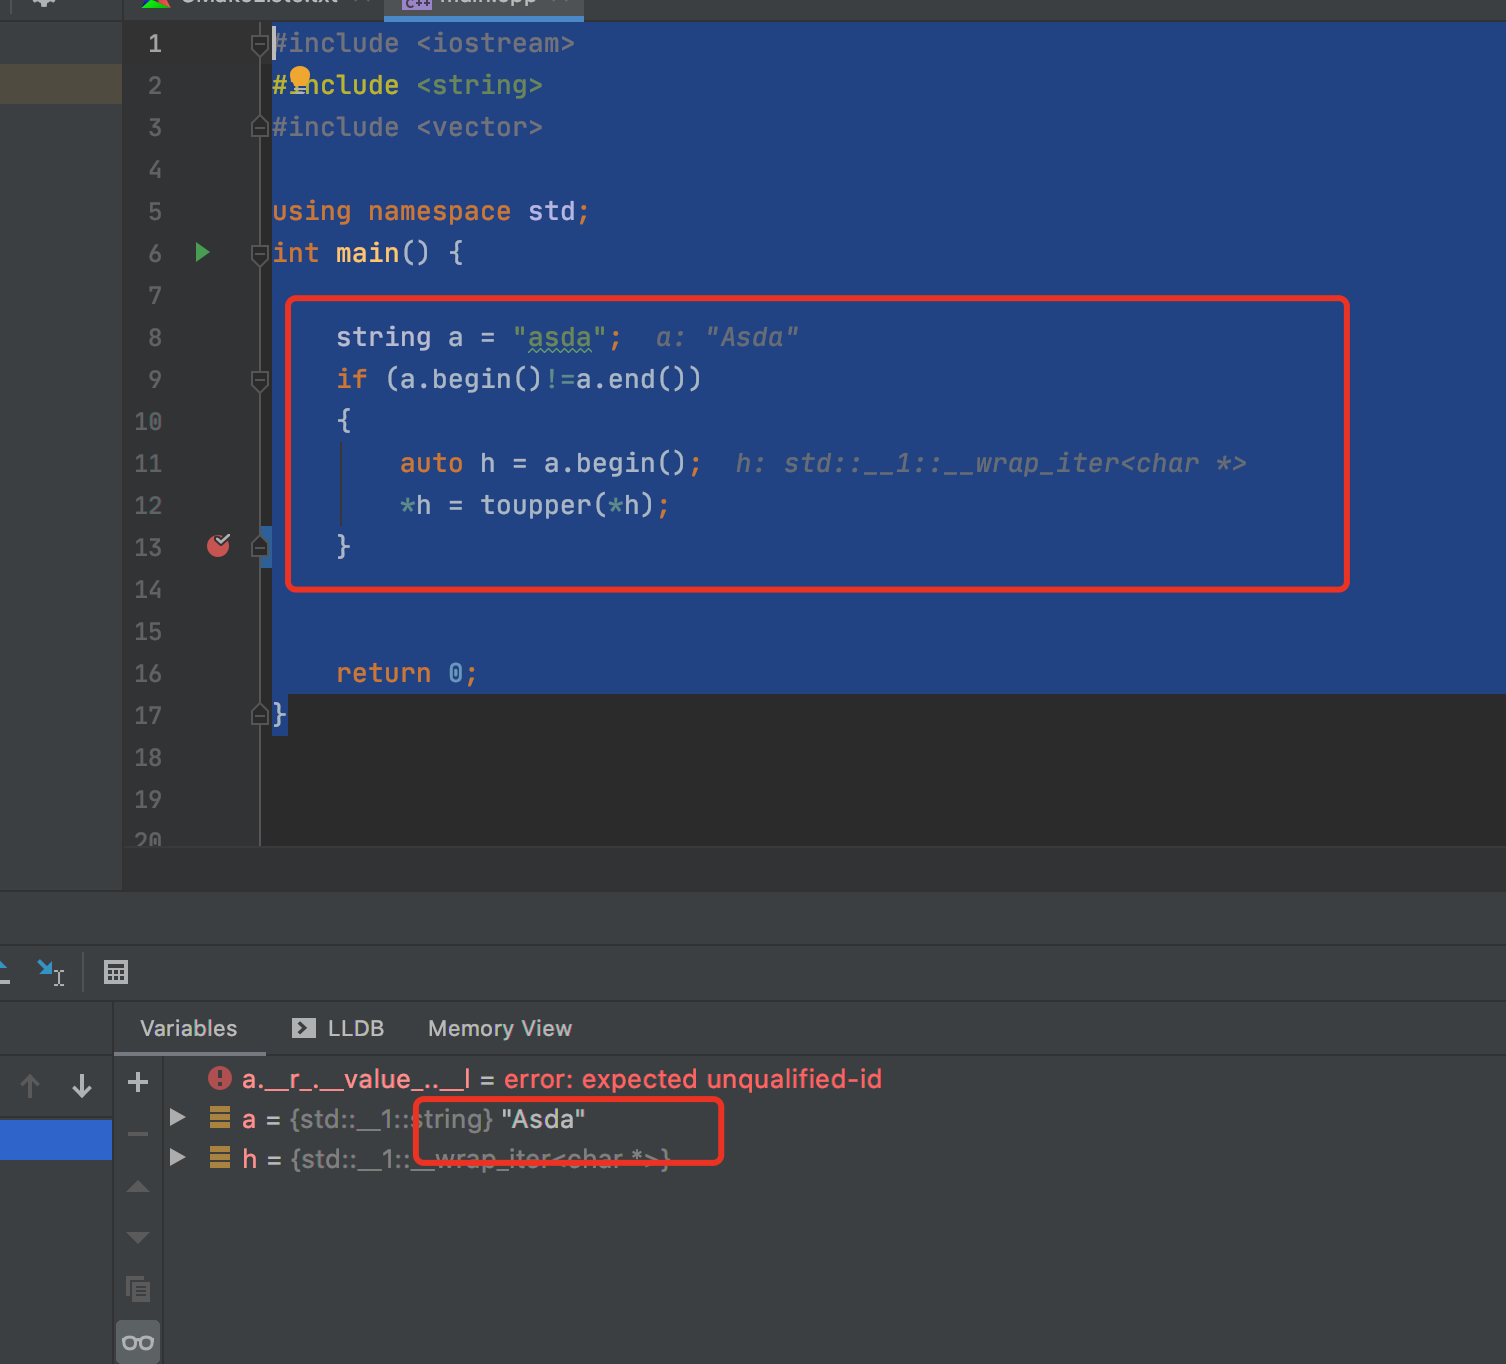 1 #include <iostream>
2 #include <string>
3 #include <vector>
4
5 using namespace std;
6 int main() {
7
8 string a = "asda"; a: "Asda"
9 if (a.begin()!=a.end())
10 {
11 auto h = a.begin(); h: std::__1::__wrap_iter<char *>
12 *h = toupper(*h);
13 }
14
15
16 return 0;
17 }
18
19
20
Variables LLDB Memory View
a.__r_.__value_..__l = error: expected unqualified-id
a = {std::__1::string} "Asda"
h = {std::__1::__wrap_iter<char *>}